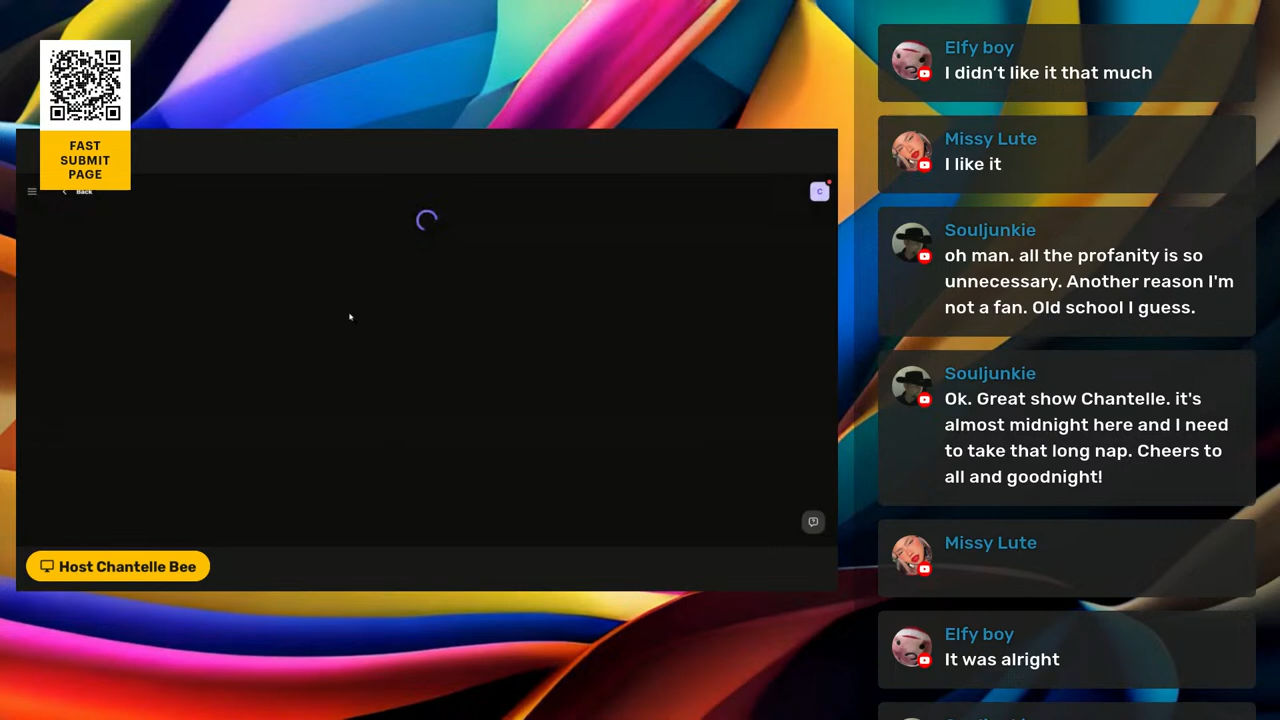 FAST
SUBMIT
PAGE
Back
C
Host Chantelle Bee
Elfy boy
I didn’t like it that much
Missy Lute
I like it
Souljunkie
oh man. all the profanity is so
unnecessary. Another reason I'm
not a fan. Old school I guess.
Souljunkie
Ok. Great show Chantelle. it's
almost midnight here and I need
to take that long nap. Cheers to
all and goodnight!
Missy Lute
Elfy boy
It was alright